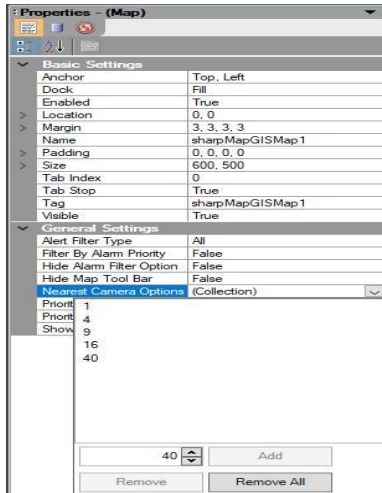 Properties - (Map)
Basic Settings
Anchor Top, Left
Dock Fill
Enabled True
Location 0, 0
Margin 3, 3, 3, 3
Name sharpMapGISMap1
Padding 0, 0, 0, 0
Size 600, 500
Tab Index 0
Tab Stop True
Tag sharpMapGISMap1
Visible True
General Settings
Alert Filter Type All
Filter By Alarm Priority False
Hide Alarm Filter Option False
Hide Map Tool Bar False
Nearest Camera Options (Collection)
Priorit
Priorit
Show
1
4
9
16
40
40 Add
Remove Remove All